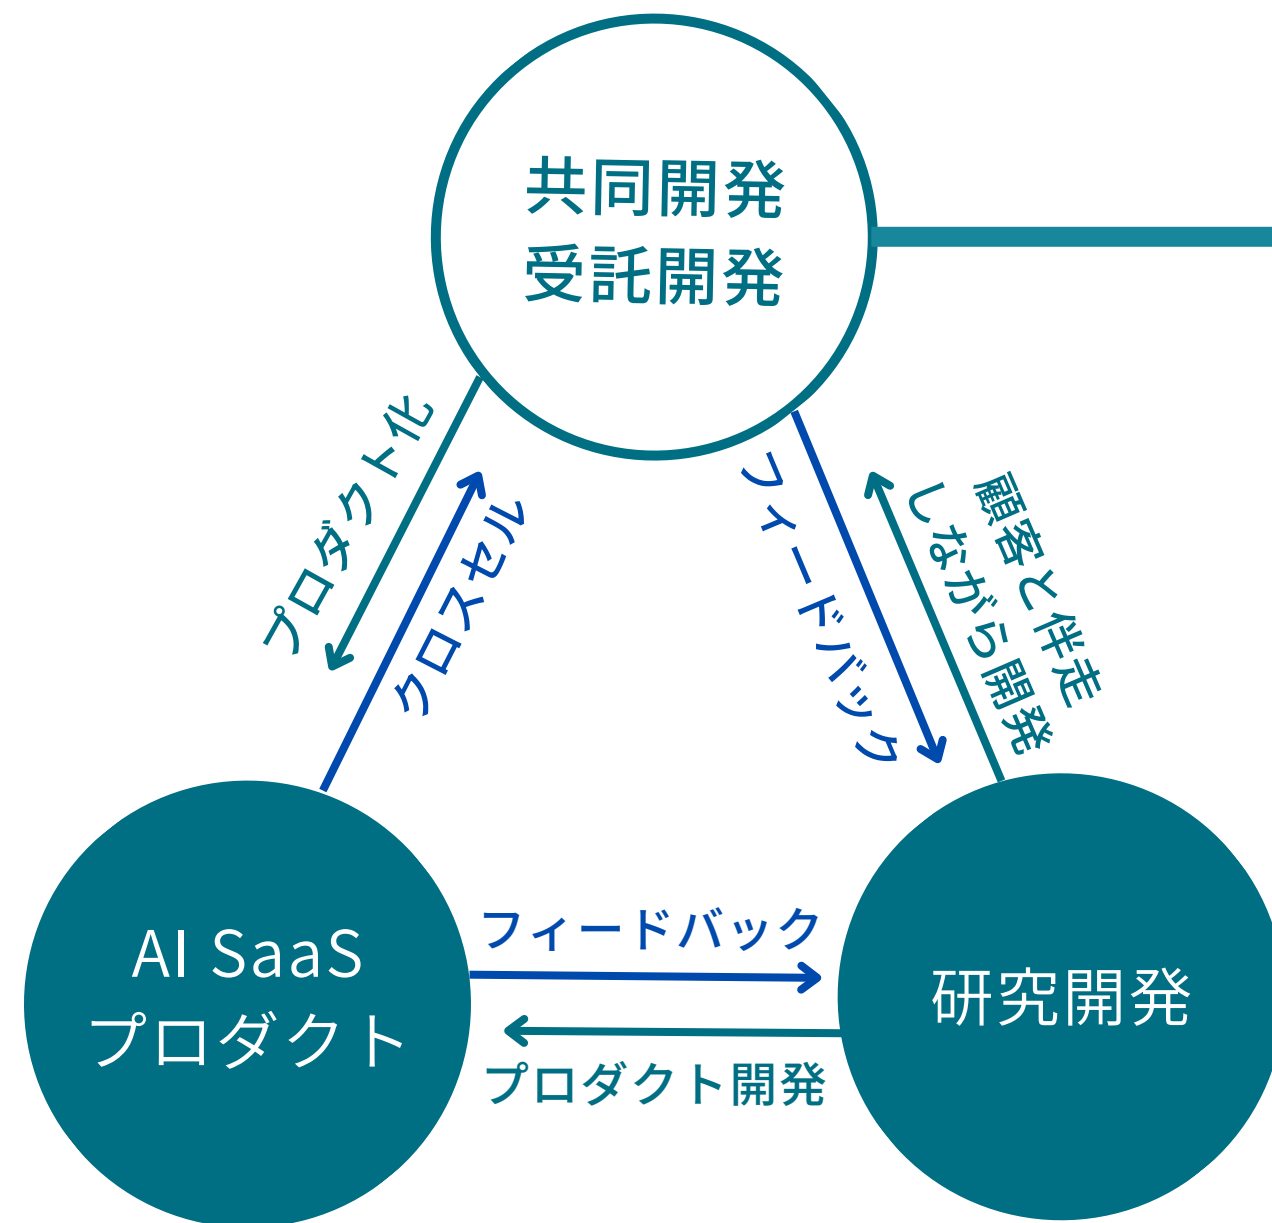 共同開発
受託開発
プロダクト化
クロスセル
フィードバック
顧客と伴走
しながら開発
AI SaaS
プロダクト
フィードバック
プロダクト開発
研究開発